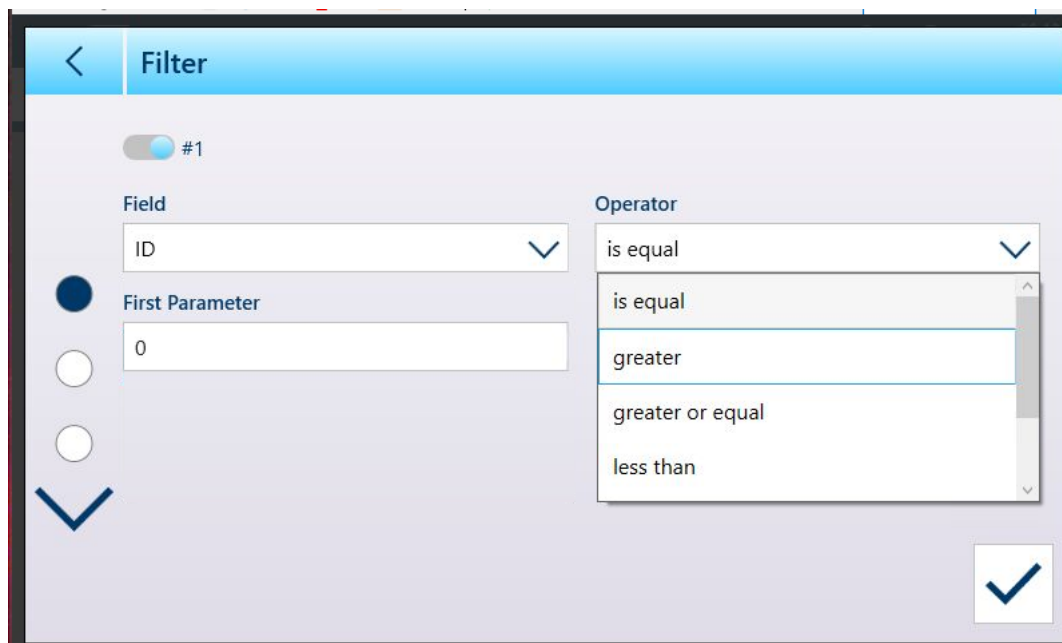 Filter
#1
Field
Operator
ID
is equal
First Parameter
0
is equal
greater
greater or equal
less than